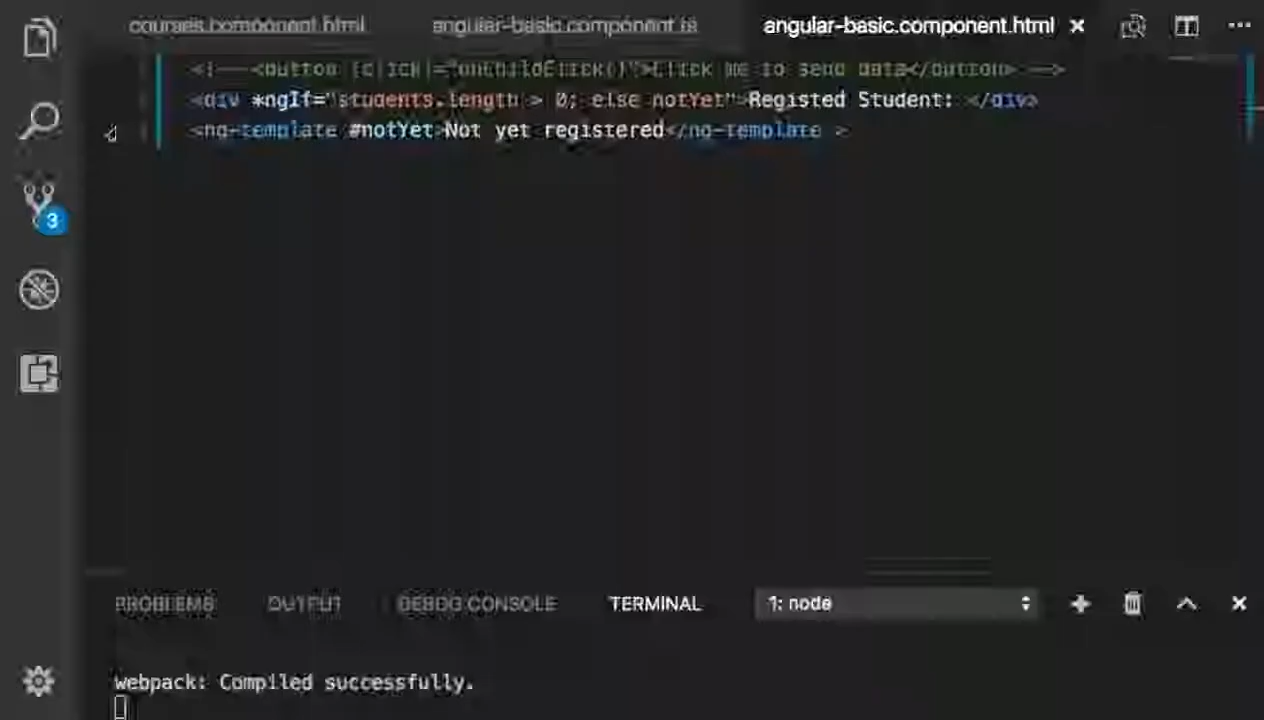 courses.component.html angular-basic.component.ts angular-basic.component.html
<!-- <button (click)="onChildClick()">Click me to send data</button> -->
<div *ngIf="students.length > 0; else notYet">Registed Student: </div>
<ng-template #notYet>Not yet registered</ng-template >
3
PROBLEMS OUTPUT DEBUG CONSOLE TERMINAL 1: node
webpack: Compiled successfully.